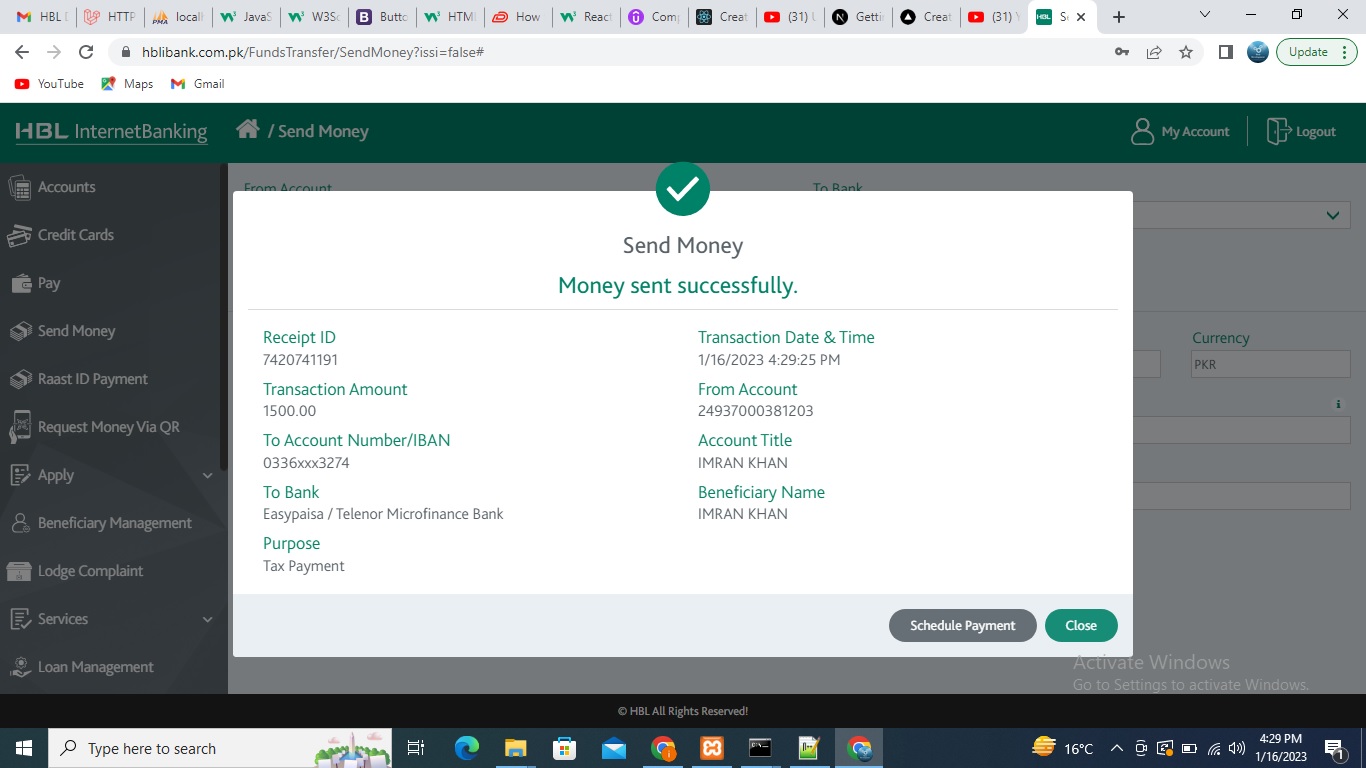 HBL I
HTTP
locall
JavaS
W3Sc
Butto
HTML
How
React
Comp
Creat
(31) U
Gettin
Creat
(31) Y
hblibank.com.pk/FundsTransfer/SendMoney?issi=false#
Update
YouTube
Maps
Gmail
HBL InternetBanking
/ Send Money
My Account
Logout
Accounts
Credit Cards
Pay
Send Money
Raast ID Payment
Request Money Via QR
Apply
Beneficiary Management
Lodge Complaint
Services
Loan Management
From Account
To Bank
Currency
PKR
Send Money
Money sent successfully.
Receipt ID
7420741191
Transaction Date & Time
1/16/2023 4:29:25 PM
Transaction Amount
1500.00
From Account
24937000381203
To Account Number/IBAN
0336xxx3274
Account Title
IMRAN KHAN
To Bank
Easypaisa / Telenor Microfinance Bank
Beneficiary Name
IMRAN KHAN
Purpose
Tax Payment
Schedule Payment
Close
Activate Windows
Go to Settings to activate Windows.
© HBL All Rights Reserved!
Type here to search
16°C
4:29 PM
1/16/2023
1